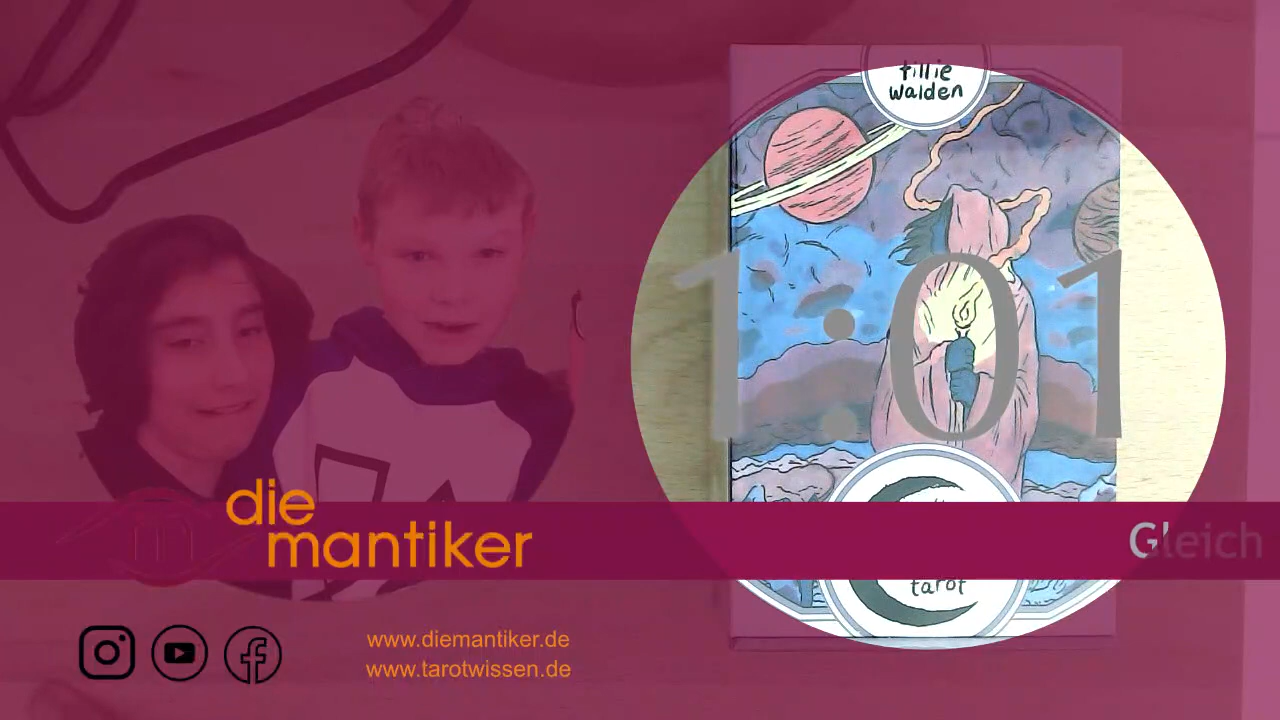 tillie
walden
1:01
die
mantiker
Gleich
tarot
www.diemantiker.de
www.tarotwissen.de